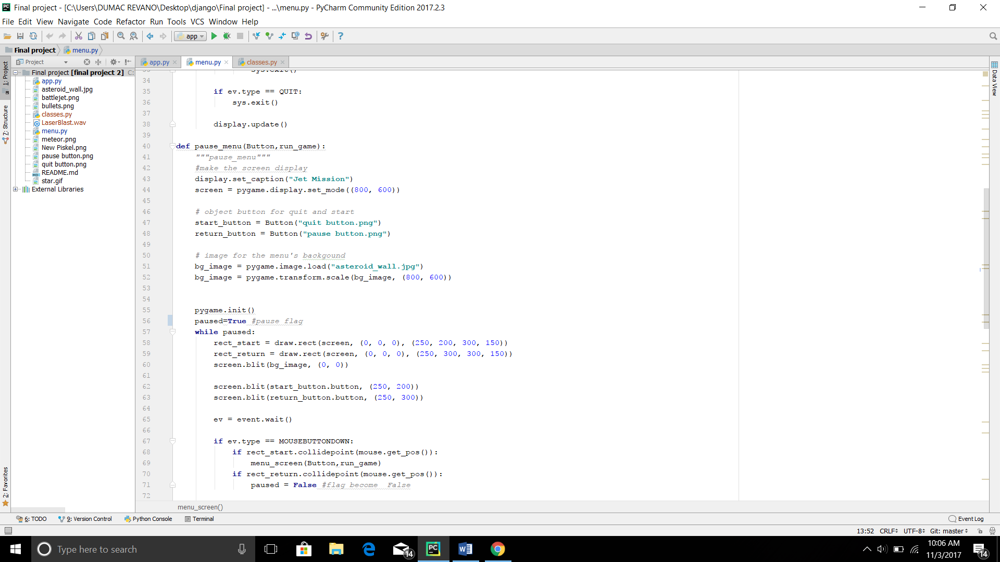 Final project - [C:\Users\DUMAC REVANO\Desktop\django\Final project] - ...\menu.py - PyCharm Community Edition 2017.2.3
File Edit View Navigate Code Refactor Run Tools VCS Window Help
app
Final project menu.py
Project
app.py menu.py classes.py
1: Project
Z: Structure
2: Favorites
Data View
Final project [final project 2] C:
app.py
asteroid_wall.jpg
battlejet.png
bullets.png
classes.py
LaserBlast.wav
menu.py
meteor.png
New Piskel.png
pause button.png
quit button.png
README.md
star.gif
External Libraries
33 sys.exit()
34
35 if ev.type == QUIT:
36 sys.exit()
37
38 display.update()
39
40 def pause_menu(Button,run_game):
41 """pause menu"""
42 #make the screen display
43 display.set_caption("Jet Mission")
44 screen = pygame.display.set_mode((800, 600))
45
46 # object button for quit and start
47 start_button = Button("quit button.png")
48 return_button = Button("pause button.png")
49
50 # image for the menu's backgound
51 bg_image = pygame.image.load("asteroid_wall.jpg")
52 bg_image = pygame.transform.scale(bg_image, (800, 600))
53
54
55 pygame.init()
56 paused=True #pause flag
57 while paused:
58 rect_start = draw.rect(screen, (0, 0, 0), (250, 200, 300, 150))
59 rect_return = draw.rect(screen, (0, 0, 0), (250, 300, 300, 150))
60 screen.blit(bg_image, (0, 0))
61
62 screen.blit(start_button.button, (250, 200))
63 screen.blit(return_button.button, (250, 300))
64
65 ev = event.wait()
66
67 if ev.type == MOUSEBUTTONDOWN:
68 if rect_start.collidepoint(mouse.get_pos()):
69 menu_screen(Button,run_game)
70 if rect_return.collidepoint(mouse.get_pos()):
71 paused = False #flag become  False
72
menu_screen()
6: TODO 9: Version Control Python Console Terminal Event Log
13:52 CRLF UTF-8 Git: master
Type here to search
14
10:06 AM
11/3/2017
14